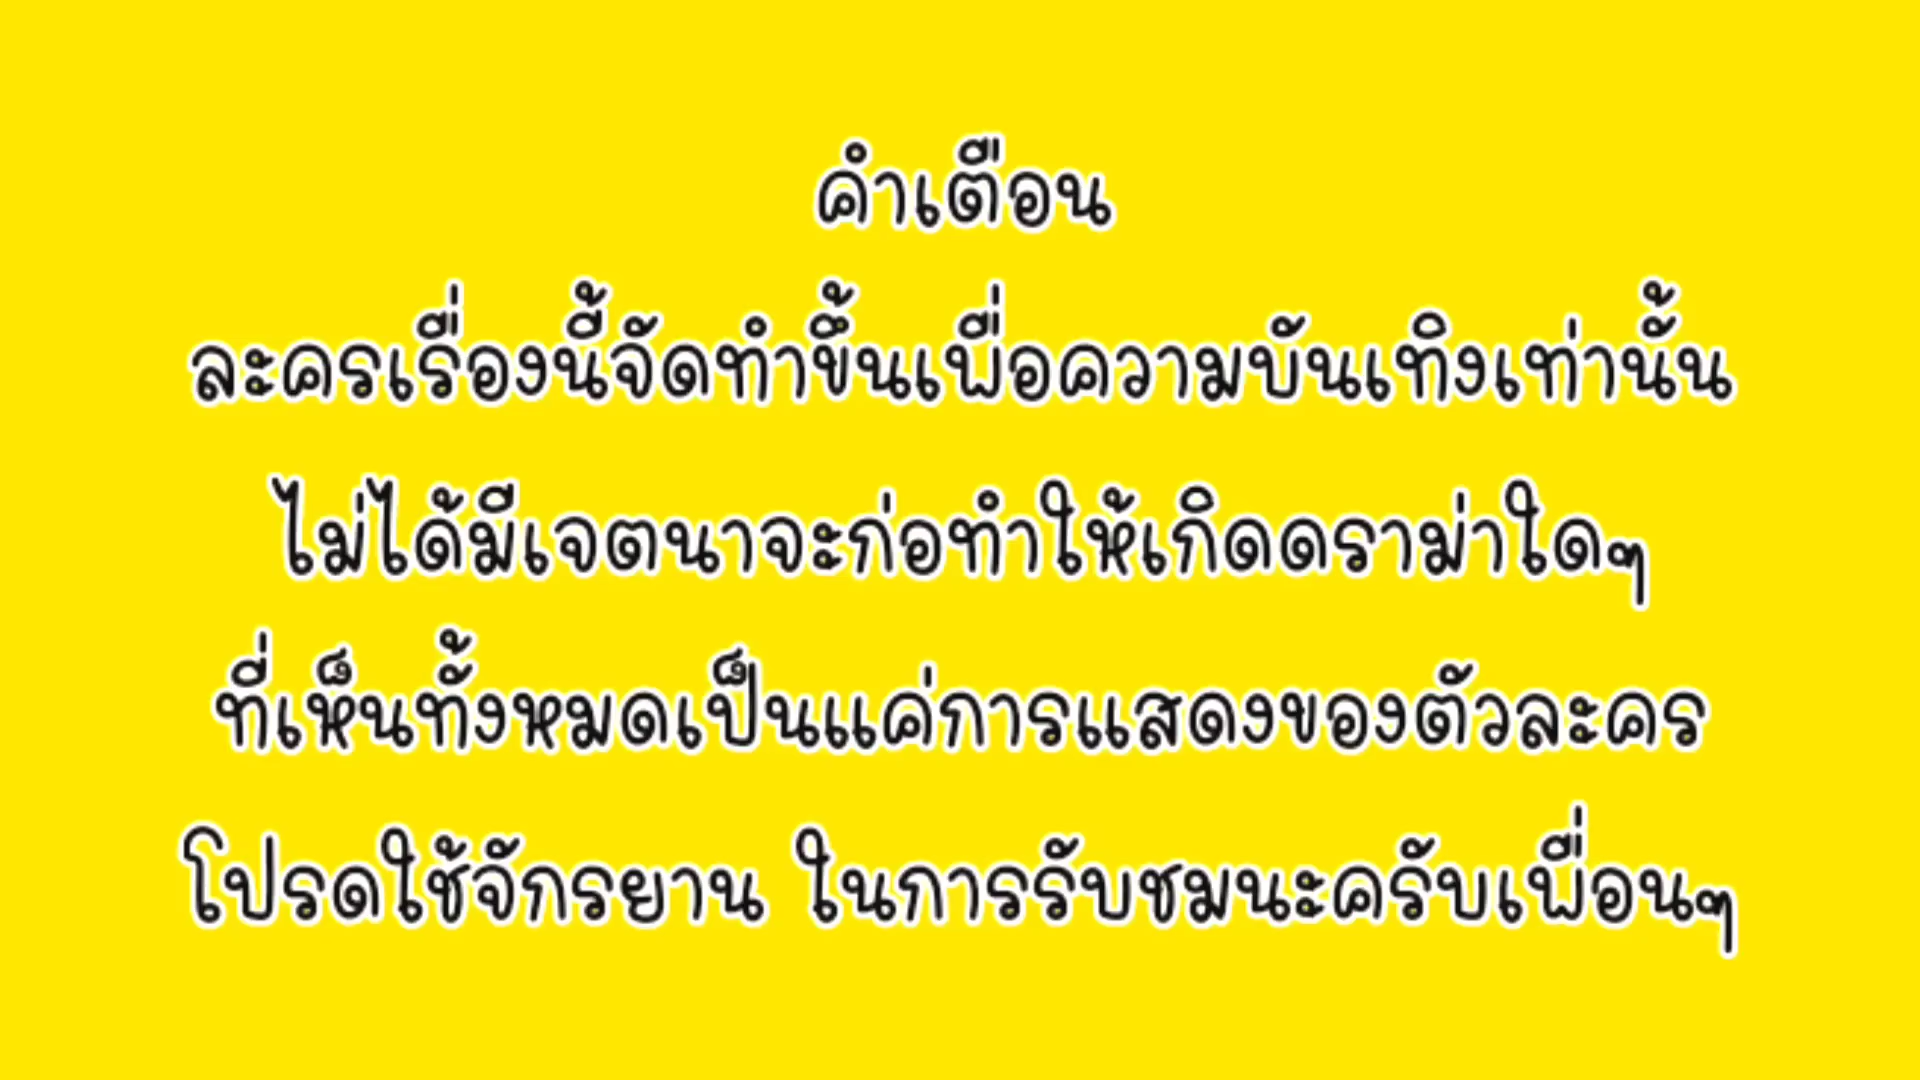 คำเตือน
ละครเรื่องนี้จัดทำขึ้นเพื่อความบันเทิงเท่านั้น
ไม่ได้มีเจตนาจะก่อทำให้เกิดดราม่าใดๆ
ที่เห็นทั้งหมดเป็นแค่การแสดงของตัวละคร
โปรดใช้จักรยาน ในการรับชมนะครับเพื่อนๆ